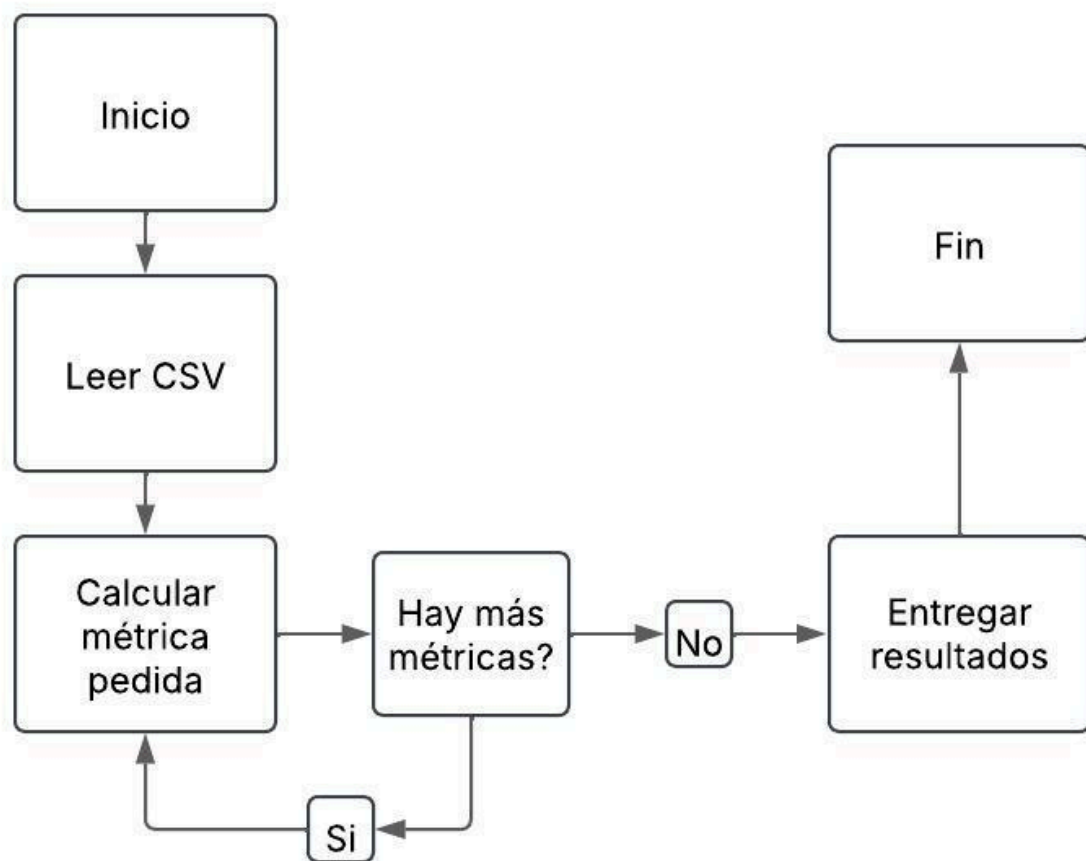 Inicio
Leer CSV
Calcular
métrica
pedida
Hay más
métricas?
Si
No
Entregar
resultados
Fin